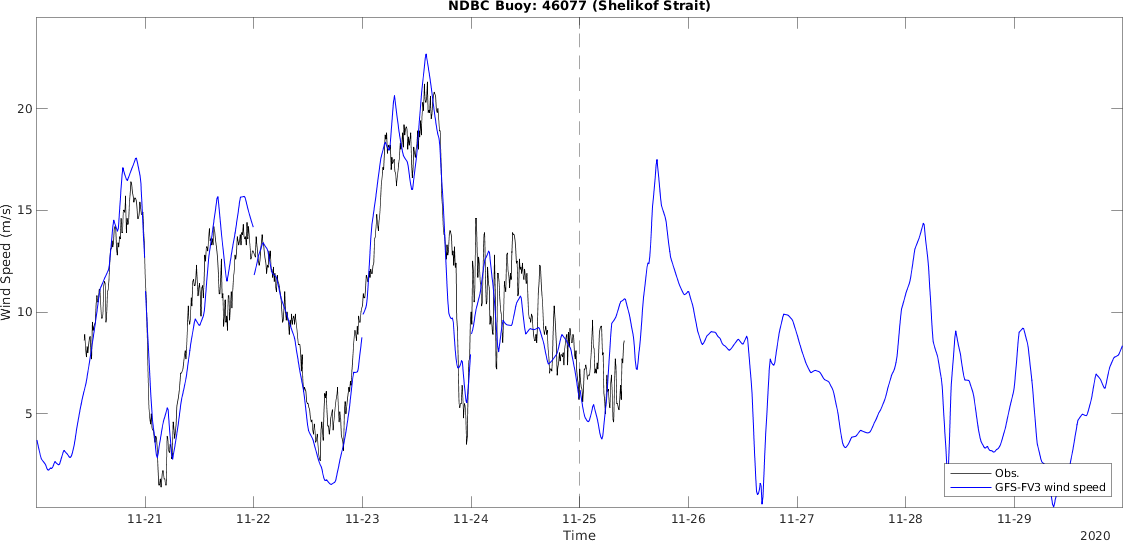 NDBC Buoy: 46077 (Shelikof Strait)
Wind Speed (m/s)
20
15
10
5
Obs.
GFS-FV3 wind speed
11-21 11-22 11-23 11-24 11-25 11-26 11-27 11-28 11-29
Time
2020